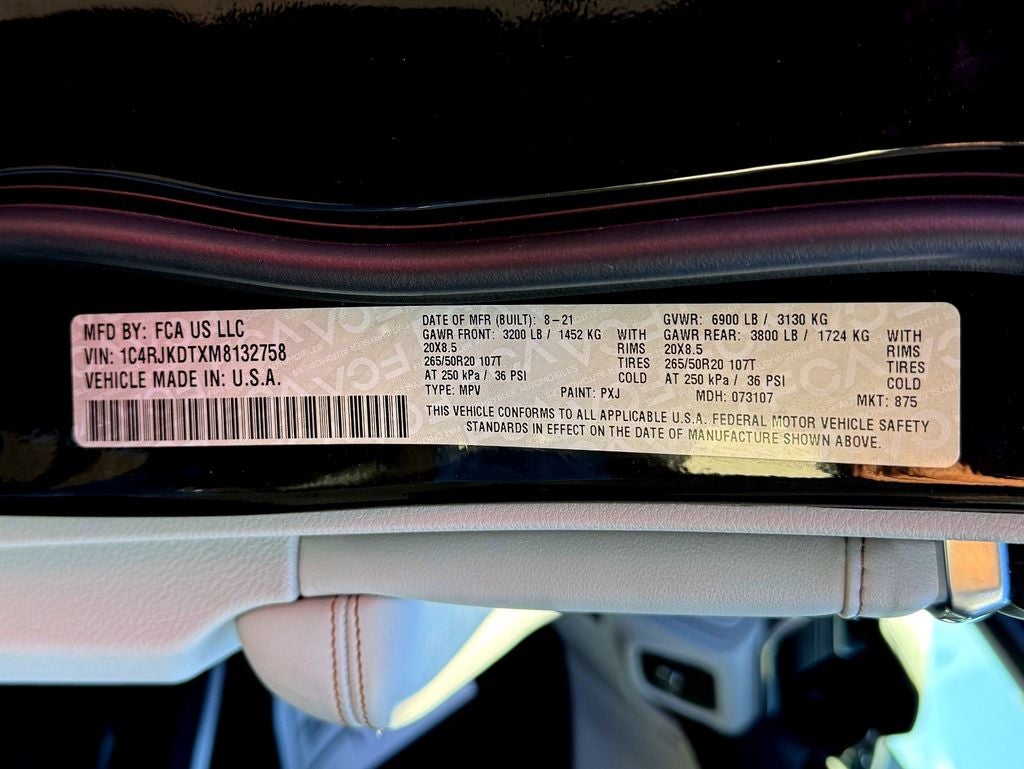 MFD BY: FCA US LLC
VIN: 1C4RJKDTXM8132758
VEHICLE MADE IN: U.S.A.
DATE OF MFR (BUILT): 8-21
GAWR FRONT: 3200 LB / 1452 KG WITH
20X8.5 RIMS
265/50R20 107T TIRES
AT 250 kPa / 36 PSI COLD
TYPE: MPV PAINT: PXJ
GVWR: 6900 LB / 3130 KG
GAWR REAR: 3800 LB / 1724 KG WITH
20X8.5 RIMS
265/50R20 107T TIRES
AT 250 kPa / 36 PSI COLD
MDH: 073107 MKT: 875
THIS VEHICLE CONFORMS TO ALL APPLICABLE U.S.A. FEDERAL MOTOR VEHICLE SAFETY
STANDARDS IN EFFECT ON THE DATE OF MANUFACTURE SHOWN ABOVE.